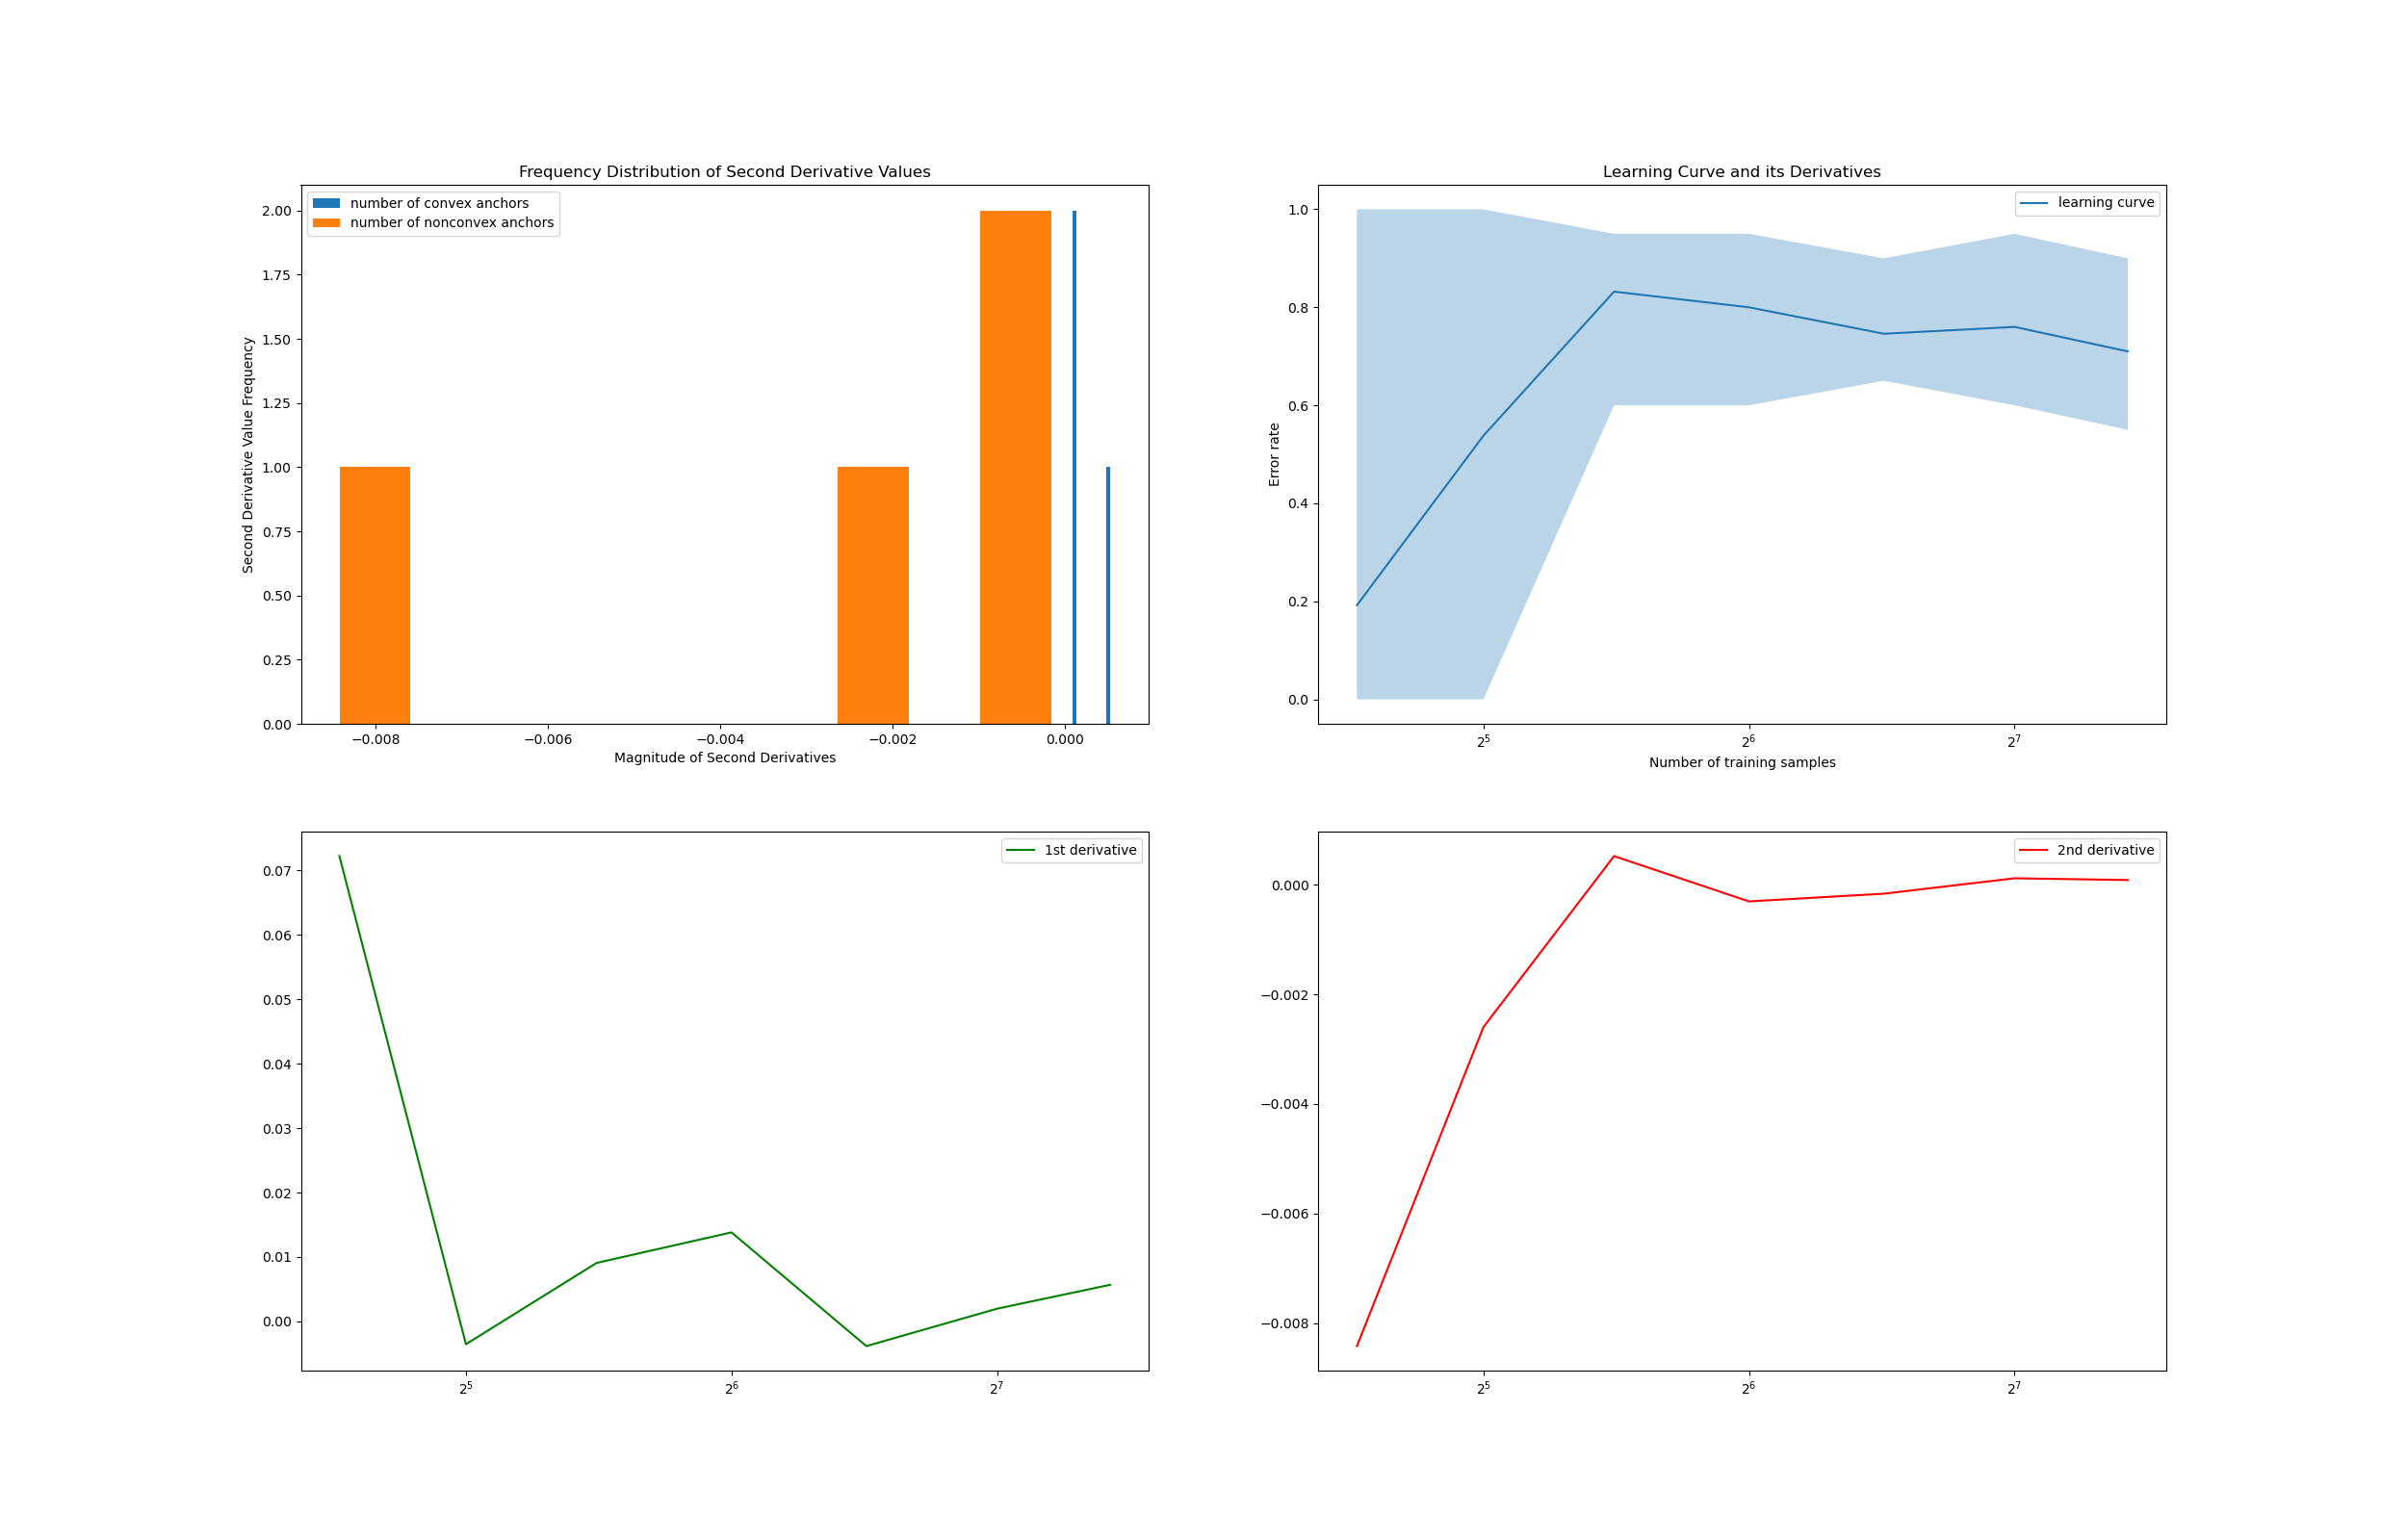 Frequency Distribution of Second Derivative Values
number of convex anchors
number of nonconvex anchors
2.00
1.75
1.50
1.25
1.00
0.75
0.50
0.25
0.00
Second Derivative Value Frequency
−0.008 −0.006 −0.004 −0.002 0.000
Magnitude of Second Derivatives
Learning Curve and its Derivatives
learning curve
1.0
0.8
0.6
0.4
0.2
0.0
Error rate
2⁵ 2⁶ 2⁷
Number of training samples
1st derivative
0.07
0.06
0.05
0.04
0.03
0.02
0.01
0.00
2⁵ 2⁶ 2⁷
2nd derivative
0.000
−0.002
−0.004
−0.006
−0.008
2⁵ 2⁶ 2⁷